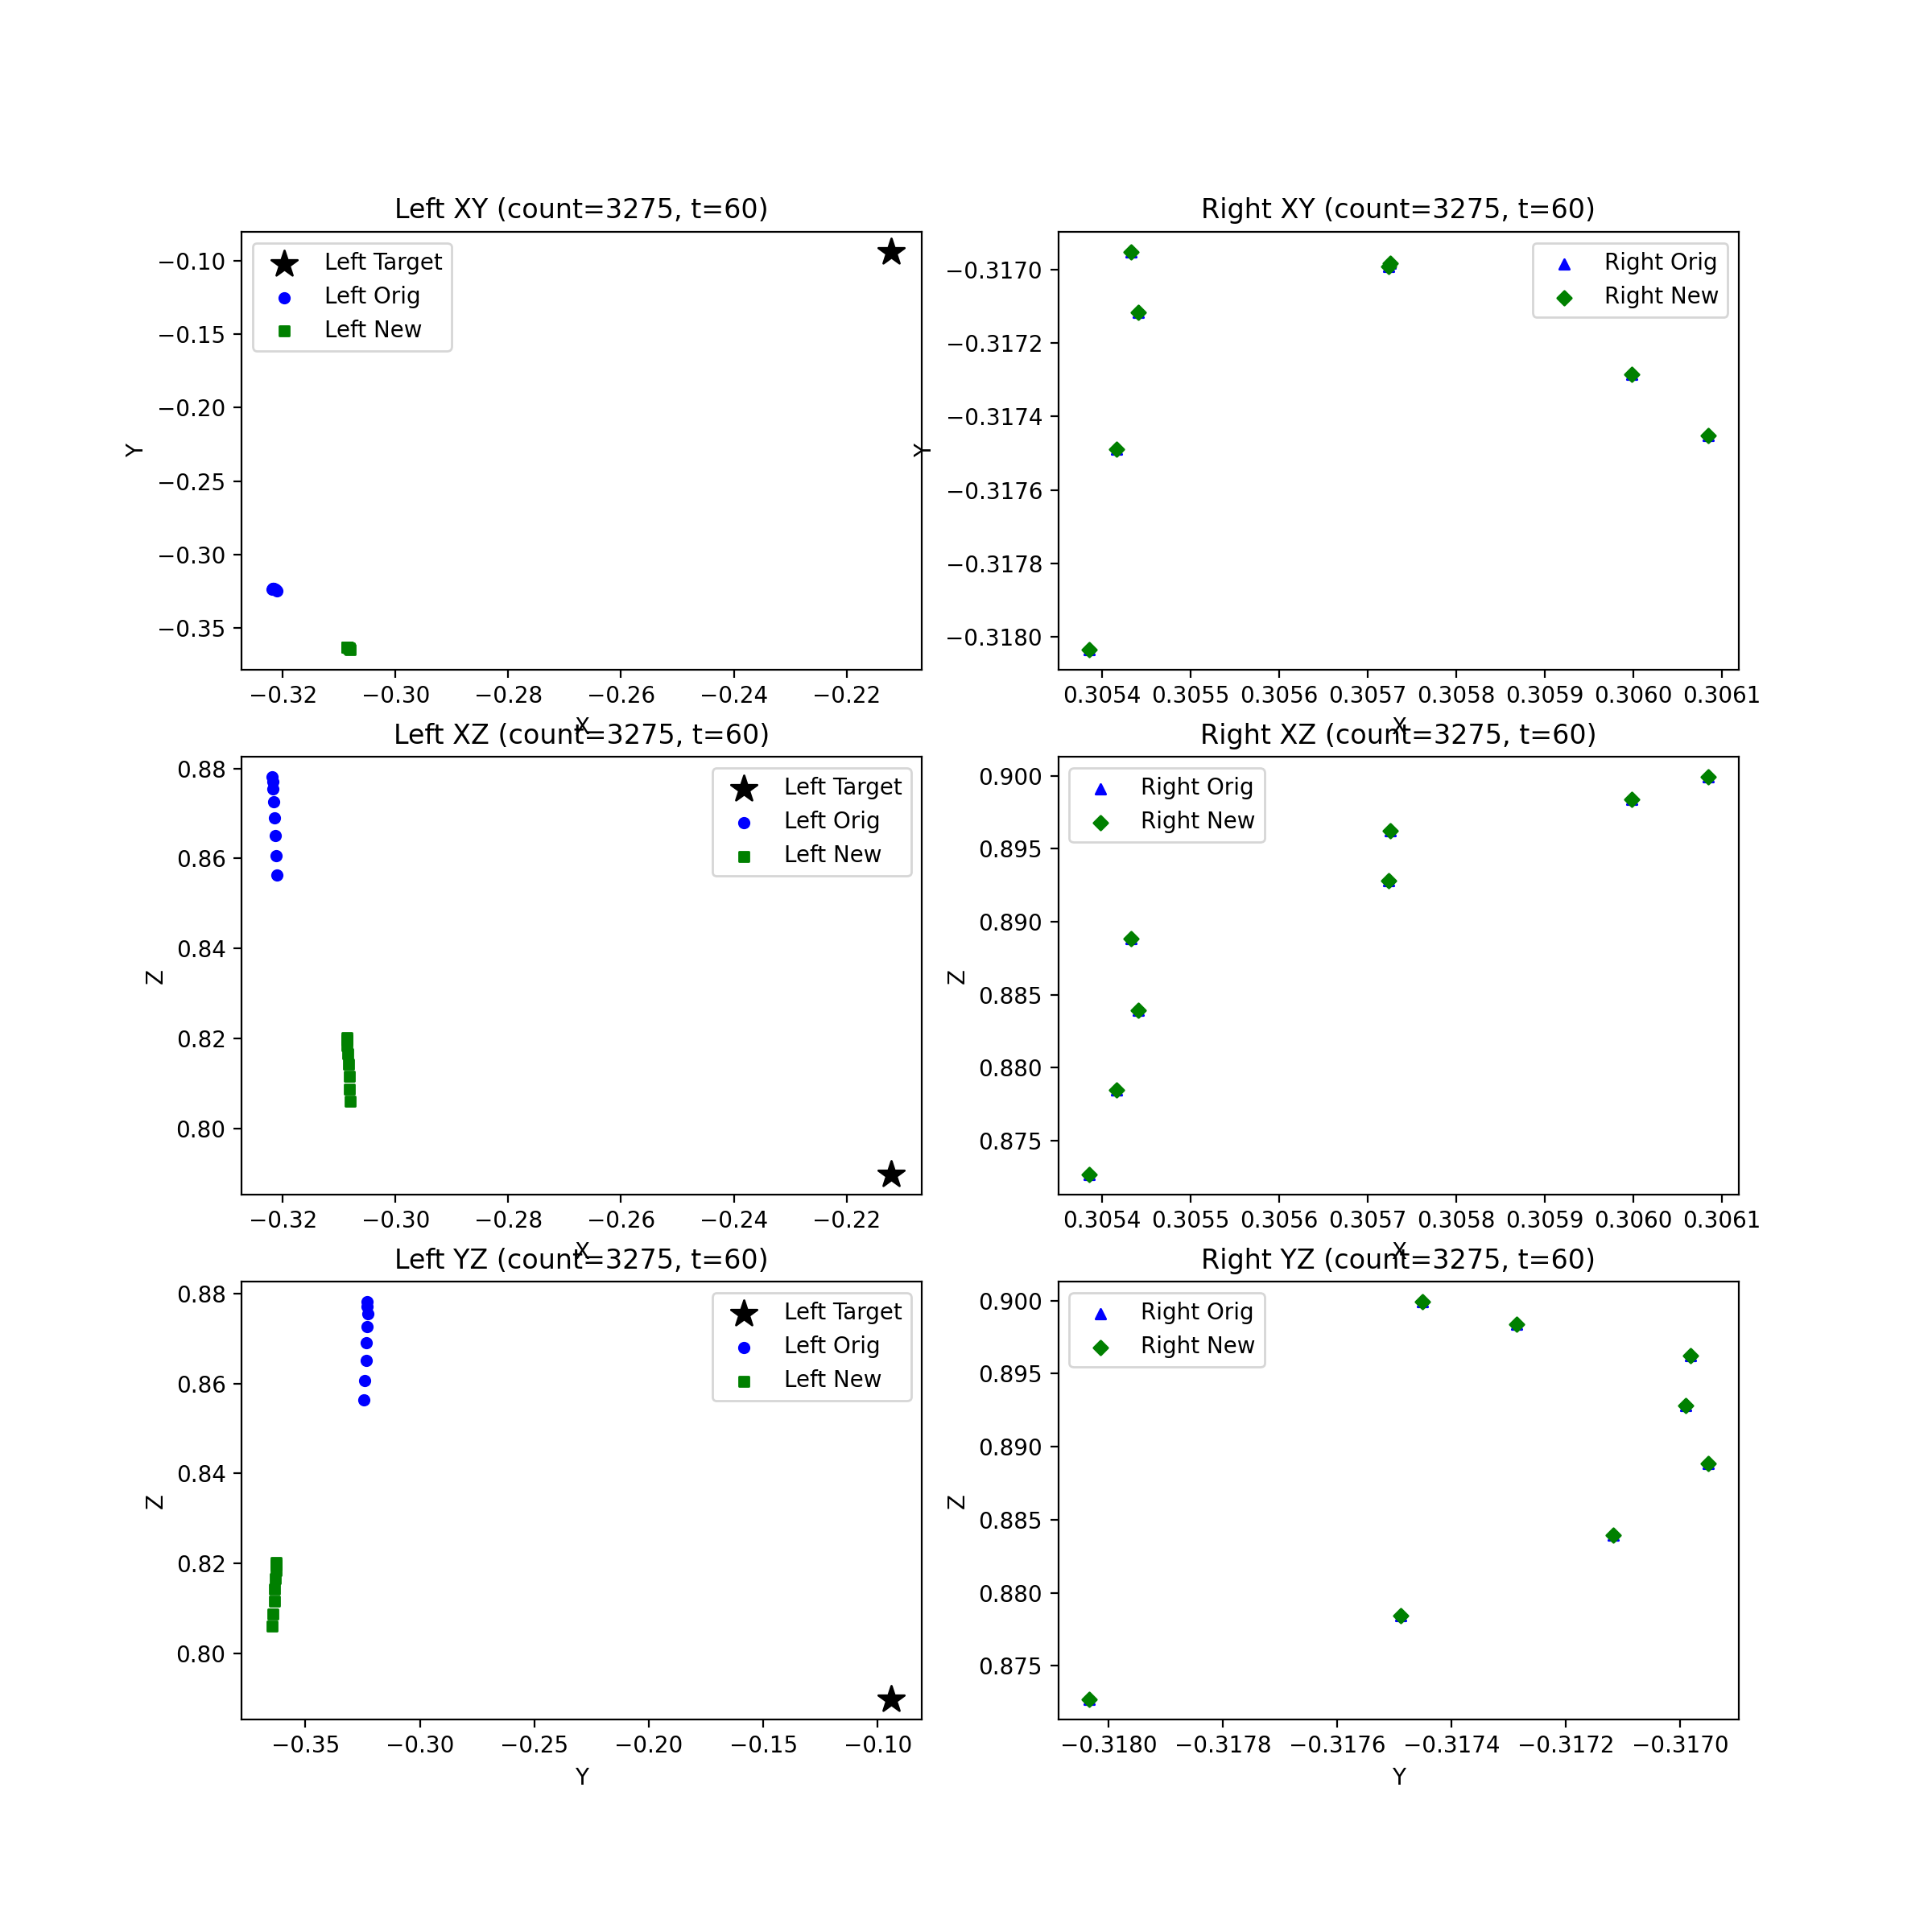 Left XY (count=3275, t=60)
Left Target
Left Orig
Left New
−0.10
−0.15
−0.20
−0.25
−0.30
−0.35
Y
−0.32 −0.30 −0.28 −0.26 −0.24 −0.22
X
Right XY (count=3275, t=60)
Right Orig
Right New
−0.3170
−0.3172
−0.3174
−0.3176
−0.3178
−0.3180
Y
0.3054 0.3055 0.3056 0.3057 0.3058 0.3059 0.3060 0.3061
X
Left XZ (count=3275, t=60)
Left Target
Left Orig
Left New
0.88
0.86
0.84
0.82
0.80
Z
−0.32 −0.30 −0.28 −0.26 −0.24 −0.22
X
Right XZ (count=3275, t=60)
Right Orig
Right New
0.900
0.895
0.890
0.885
0.880
0.875
Z
0.3054 0.3055 0.3056 0.3057 0.3058 0.3059 0.3060 0.3061
X
Left YZ (count=3275, t=60)
Left Target
Left Orig
Left New
0.88
0.86
0.84
0.82
0.80
Z
−0.35 −0.30 −0.25 −0.20 −0.15 −0.10
Y
Right YZ (count=3275, t=60)
Right Orig
Right New
0.900
0.895
0.890
0.885
0.880
0.875
Z
−0.3180 −0.3178 −0.3176 −0.3174 −0.3172 −0.3170
Y